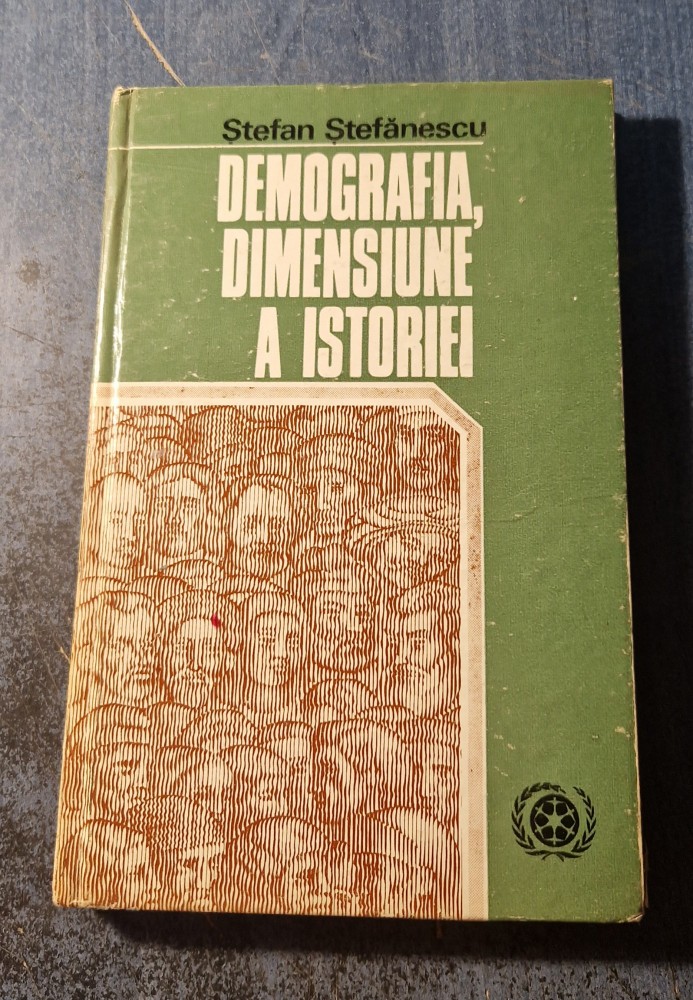 Ștefan Ștefănescu
DEMOGRAFIA,
DIMENSIUNE
A ISTORIEI